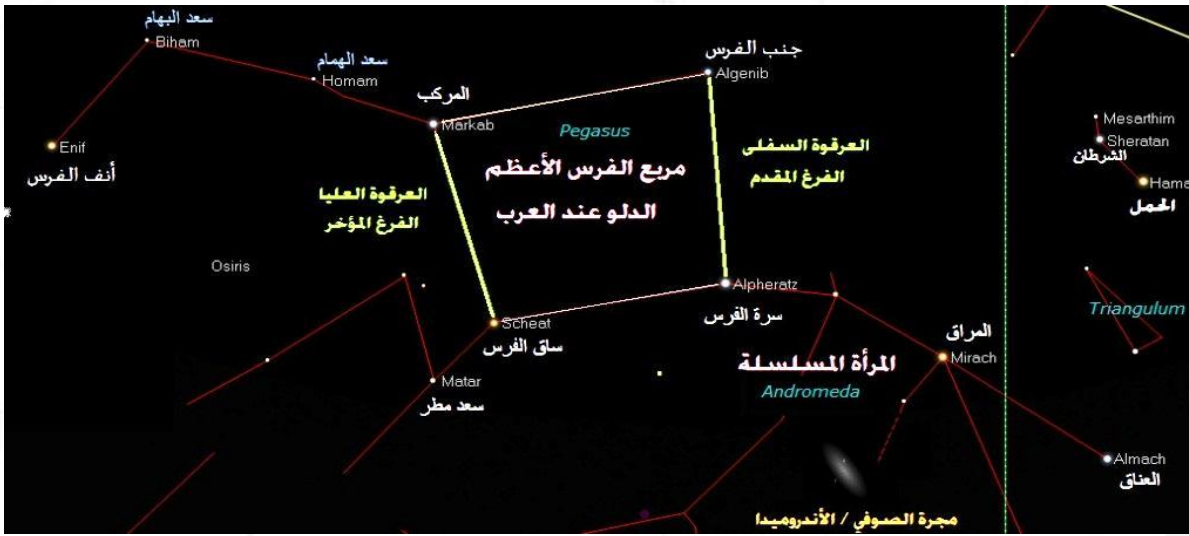 سعد البهام
Biham
سعد الهمام
Homam
المركب
Markab
جنب الفرس
Algenib
Enif
أنف الفرس
Pegasus
مربع الفرس الأعظم
الدلو عند العرب
العرقوة العليا
الفرغ المؤخر
العرقوة السفلى
الفرغ المقدم
Mesarthim
Sheratan
الشرطان
Hama
الحمل
Osiris
Scheat
ساق الفرس
Alpheratz
سرة الفرس
Triangulum
المراق
Mirach
المرأة المسلسلة
Andromeda
Matar
سعد مطر
Almach
العناق
مجرة الصوفي / الأندروميدا